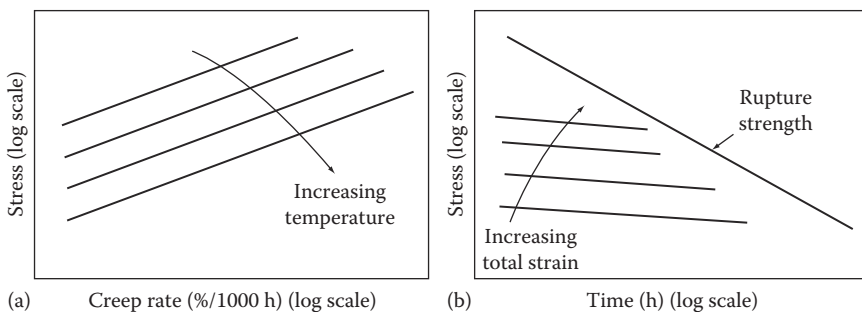 Stress (log scale)
Increasing
temperature
(a)
Creep rate (%/1000 h) (log scale)
Stress (log scale)
Rupture
strength
Increasing
total strain
(b)
Time (h) (log scale)